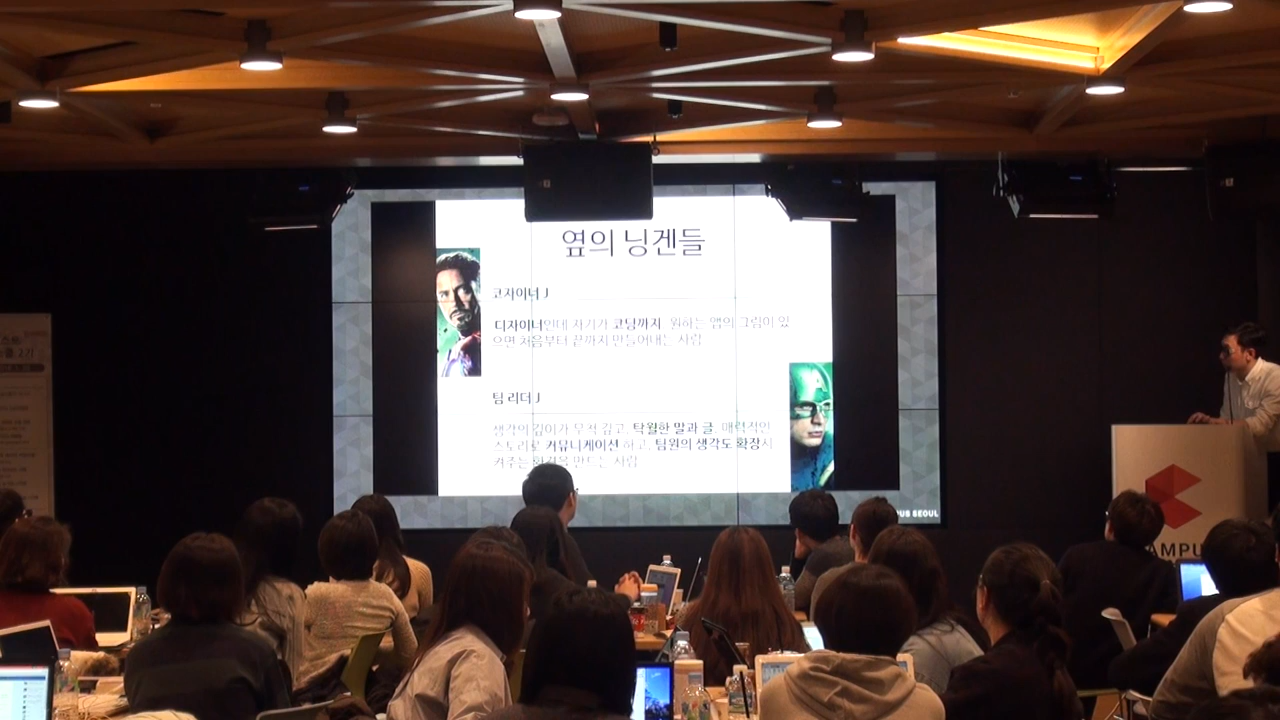 옆의 닝겐들
코자이너 J
디자이너인데 자기가 코딩까지 원하는 앱의 그림이 있
으면 처음부터 끝까지 만들어내는 사람
팀 리더 J
생각의 깊이가 무척 깊고, 탁월한 말과 글, 매력적인
스토리로 커뮤니케이션 하고, 팀원의 생각도 확장시
켜주는 환경을 만드는 사람
US SEOUL
AMPU
2기